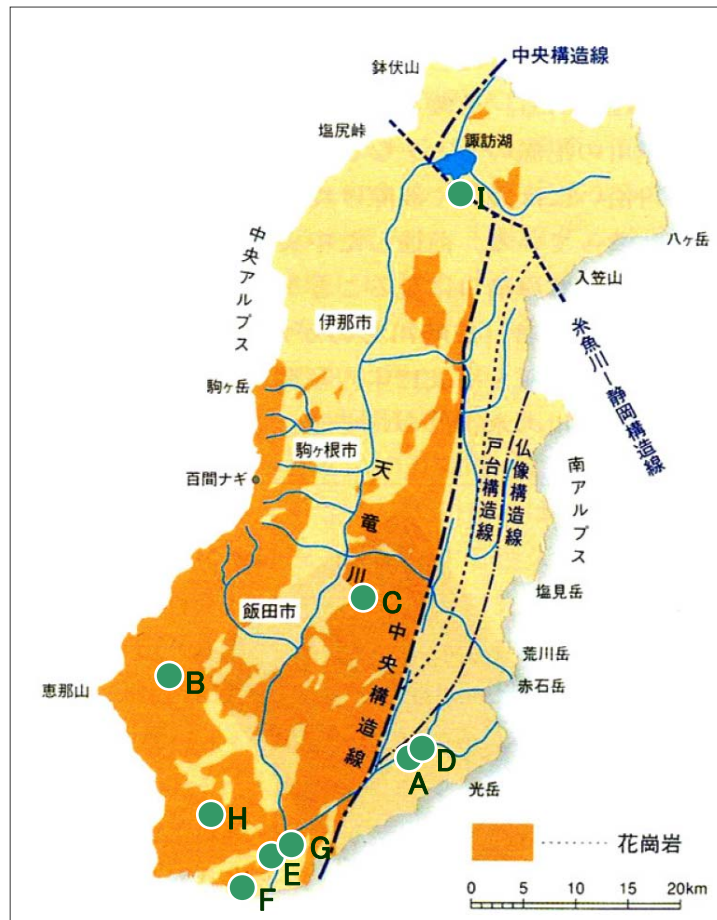 中央構造線
鉢伏山
塩尻峠
諏訪湖
I
八ヶ岳
入笠山
中央アルプス
伊那市
糸魚川ー静岡構造線
駒ヶ岳
駒ヶ根市
百間ナギ
天竜川
仏像構造線
戸台構造線
南アルプス
C
塩見岳
飯田市
中央構造線
荒川岳
赤石岳
B
恵那山
D
A
光岳
H
G
E
F
花崗岩
0 5 10 20km